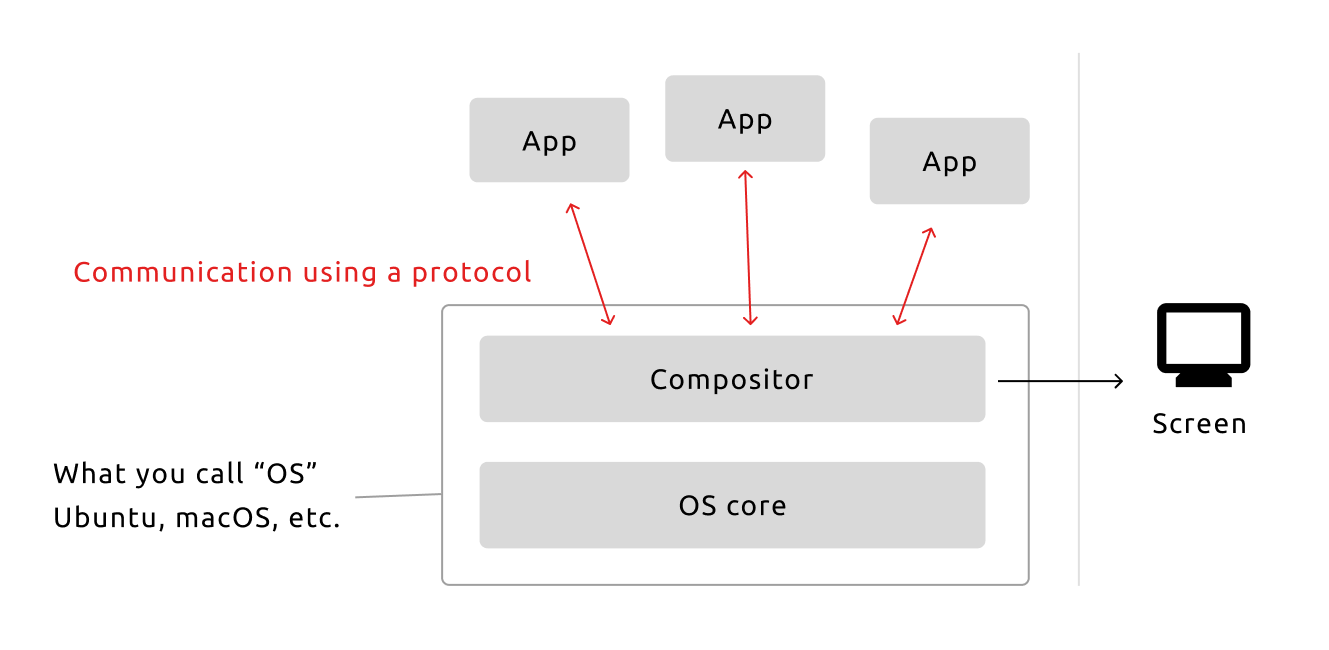 App
App
App
Communication using a protocol
Compositor
Screen
What you call “OS”
Ubuntu, macOS, etc.
OS core